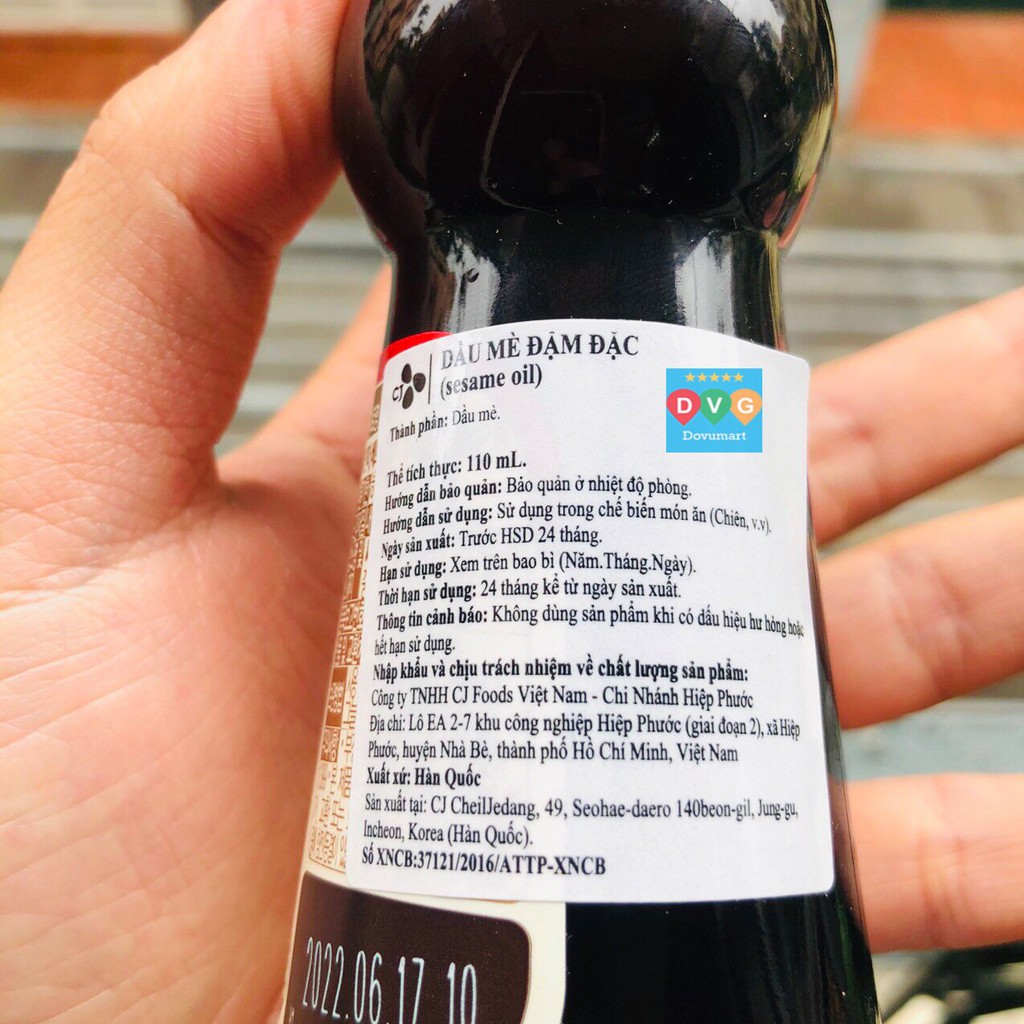 DẦU MÈ ĐẬM ĐẶC
CJ
(sesame oil)
★★★★★
DVG
Dovumart
Thành phần: Dầu mè.
Thể tích thực: 110 mL.
Hướng dẫn bảo quản: Bảo quản ở nhiệt độ phòng.
Hướng dẫn sử dụng: Sử dụng trong chế biến món ăn (Chiên, v.v).
Ngày sản xuất: Trước HSD 24 tháng.
Hạn sử dụng: Xem trên bao bì (Năm.Tháng.Ngày).
Thời hạn sử dụng: 24 tháng kể từ ngày sản xuất.
Thông tin cảnh báo: Không dùng sản phẩm khi có dấu hiệu hư hỏng hoặc
hết hạn sử dụng.
Nhập khẩu và chịu trách nhiệm về chất lượng sản phẩm:
Công ty TNHH CJ Foods Việt Nam - Chi Nhánh Hiệp Phước
Địa chỉ: Lô EA 2-7 khu công nghiệp Hiệp Phước (giai đoạn 2), xã Hiệp
Phước, huyện Nhà Bè, thành phố Hồ Chí Minh, Việt Nam
Xuất xứ: Hàn Quốc
Sản xuất tại: CJ CheilJedang, 49, Seohae-daero 140beon-gil, Jung-gu,
Incheon, Korea (Hàn Quốc).
Số XNCB:37121/2016/ATTP-XNCB
2022.06.17 10